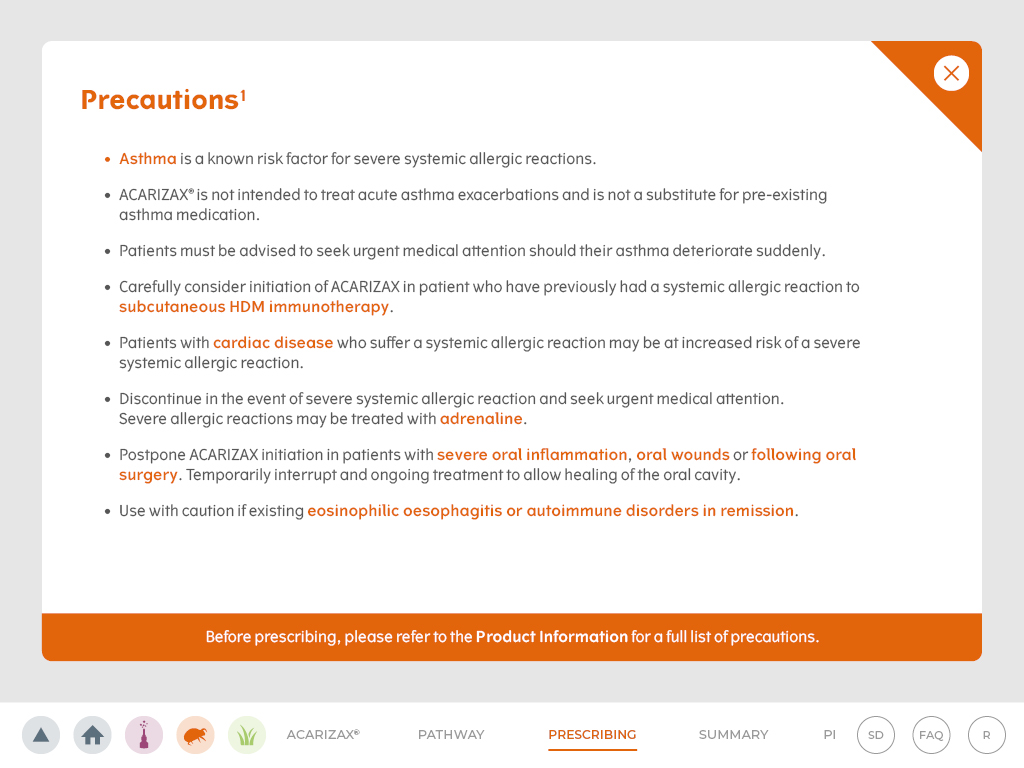 Precautions¹
• Asthma is a known risk factor for severe systemic allergic reactions.
• ACARIZAX® is not intended to treat acute asthma exacerbations and is not a substitute for pre-existing
asthma medication.
• Patients must be advised to seek urgent medical attention should their asthma deteriorate suddenly.
• Carefully consider initiation of ACARIZAX in patient who have previously had a systemic allergic reaction to
subcutaneous HDM immunotherapy.
• Patients with cardiac disease who suffer a systemic allergic reaction may be at increased risk of a severe
systemic allergic reaction.
• Discontinue in the event of severe systemic allergic reaction and seek urgent medical attention.
Severe allergic reactions may be treated with adrenaline.
• Postpone ACARIZAX initiation in patients with severe oral inflammation, oral wounds or following oral
surgery. Temporarily interrupt and ongoing treatment to allow healing of the oral cavity.
• Use with caution if existing eosinophilic oesophagitis or autoimmune disorders in remission.
Before prescribing, please refer to the Product Information for a full list of precautions.
ACARIZAX® PATHWAY PRESCRIBING SUMMARY PI SD FAQ R